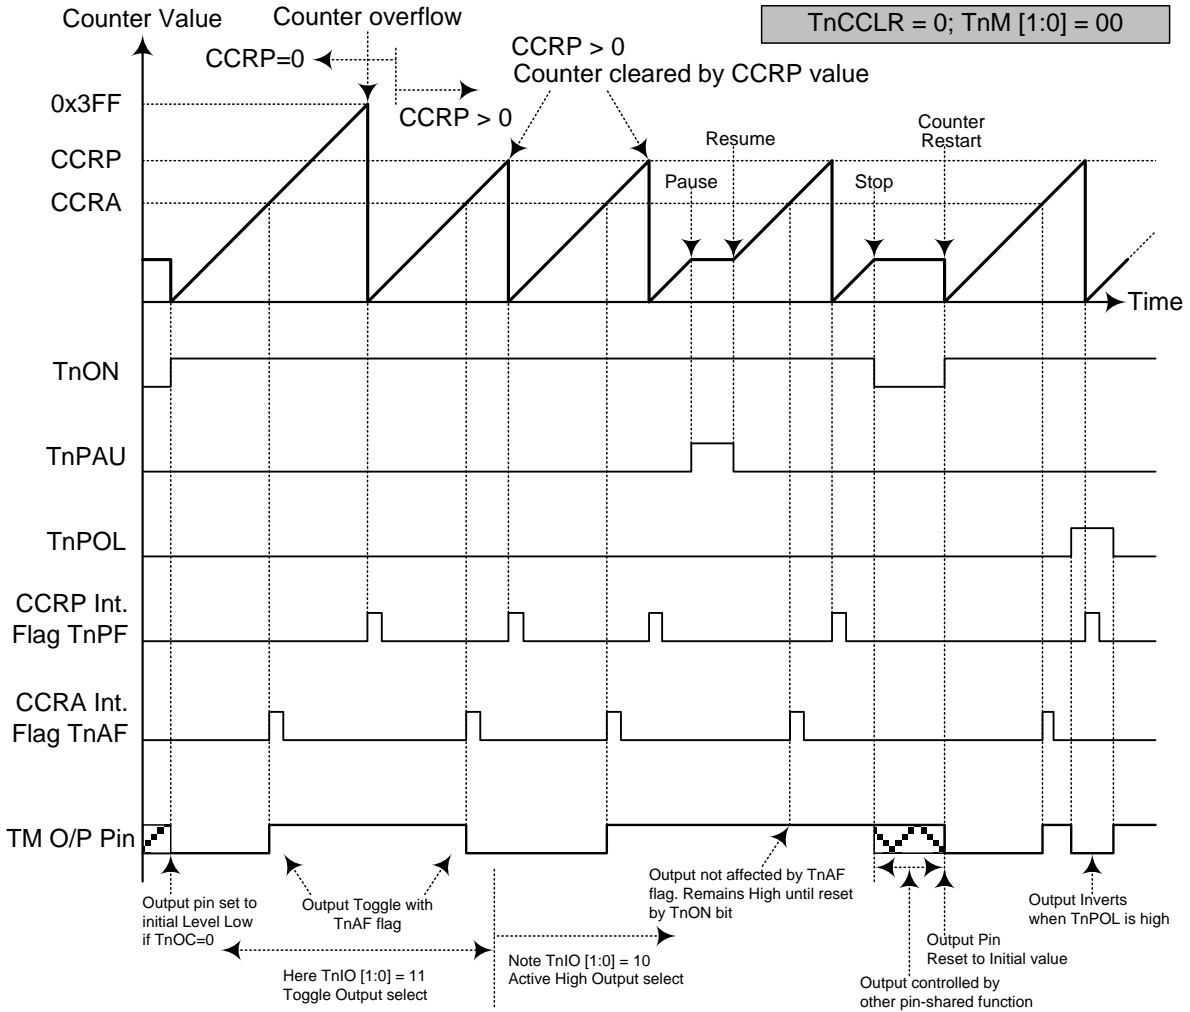 Counter Value
Counter overflow
TnCCLR = 0; TnM [1:0] = 00
CCRP=0
CCRP > 0
CCRP > 0
Counter cleared by CCRP value
0x3FF
CCRP
CCRA
Resume
Counter
Restart
Pause
Stop
Time
TnON
TnPAU
TnPOL
CCRP Int.
Flag TnPF
CCRA Int.
Flag TnAF
TM O/P Pin
Output pin set to
initial Level Low
if TnOC=0
Output Toggle with
TnAF flag
Output not affected by TnAF
flag. Remains High until reset
by TnON bit
Output Inverts
when TnPOL is high
Output Pin
Reset to Initial value
Here TnIO [1:0] = 11
Toggle Output select
Note TnIO [1:0] = 10
Active High Output select
Output controlled by
other pin-shared function